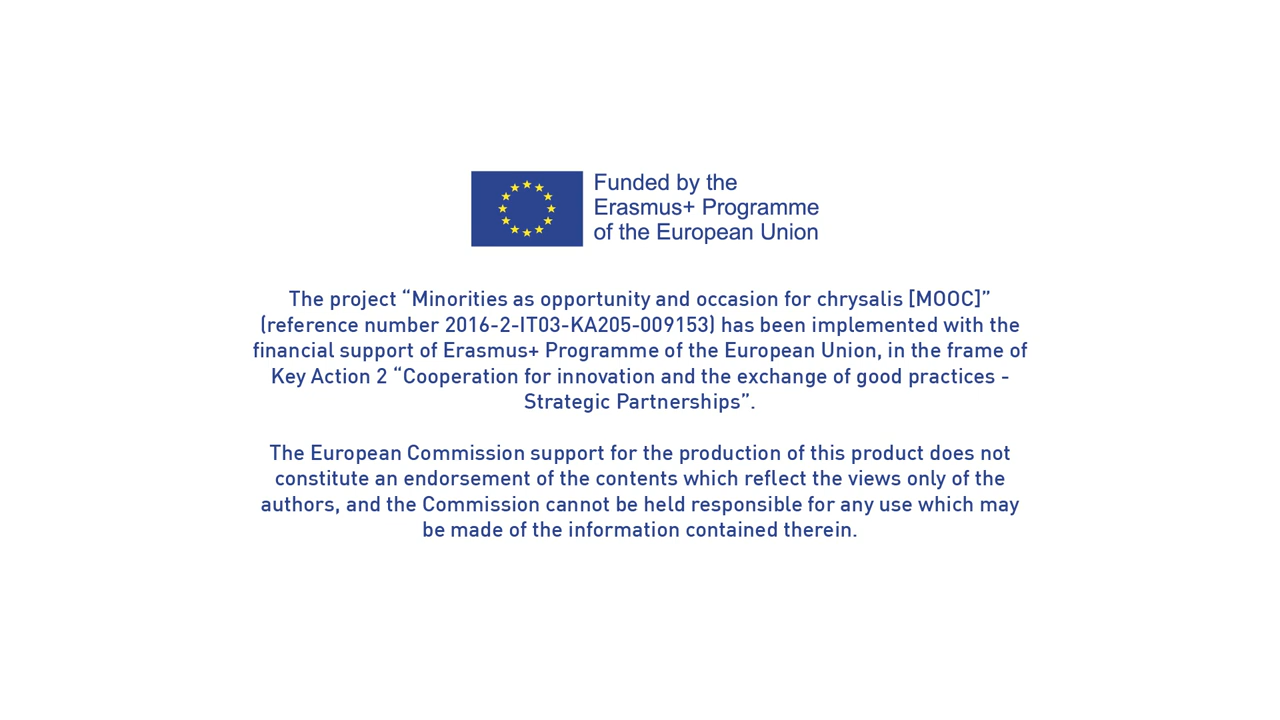 Funded by the
Erasmus+ Programme
of the European Union
The project “Minorities as opportunity and occasion for chrysalis [MOOC]”
(reference number 2016-2-IT03-KA205-009153) has been implemented with the
financial support of Erasmus+ Programme of the European Union, in the frame of
Key Action 2 “Cooperation for innovation and the exchange of good practices -
Strategic Partnerships”.
The European Commission support for the production of this product does not
constitute an endorsement of the contents which reflect the views only of the
authors, and the Commission cannot be held responsible for any use which may
be made of the information contained therein.